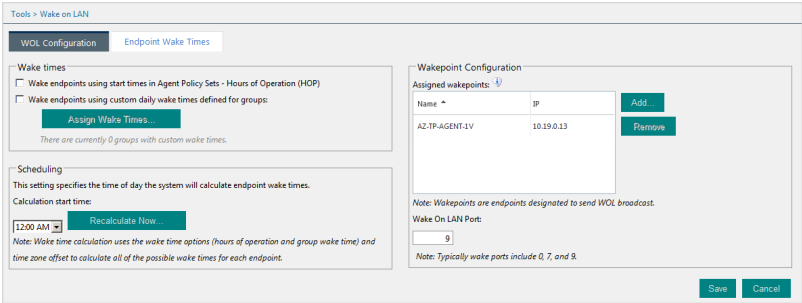 Tools > Wake on LAN
WOL Configuration
Endpoint Wake Times
Wake times
Wake endpoints using start times in Agent Policy Sets - Hours of Operation (HOP)
Wake endpoints using custom daily wake times defined for groups:
Assign Wake Times...
There are currently 0 groups with custom wake times.
Scheduling
This setting specifies the time of day the system will calculate endpoint wake times.
Calculation start time:
12:00 AM
Recalculate Now...
Note: Wake time calculation uses the wake time options (hours of operation and group wake time) and
time zone offset to calculate all of the possible wake times for each endpoint.
Wakepoint Configuration
Assigned wakepoints:
Name IP
AZ-TP-AGENT-1V 10.19.0.13
Add...
Remove
Note: Wakepoints are endpoints designated to send WOL broadcast.
Wake On LAN Port:
9
Note: Typically wake ports include 0, 7, and 9.
Save
Cancel